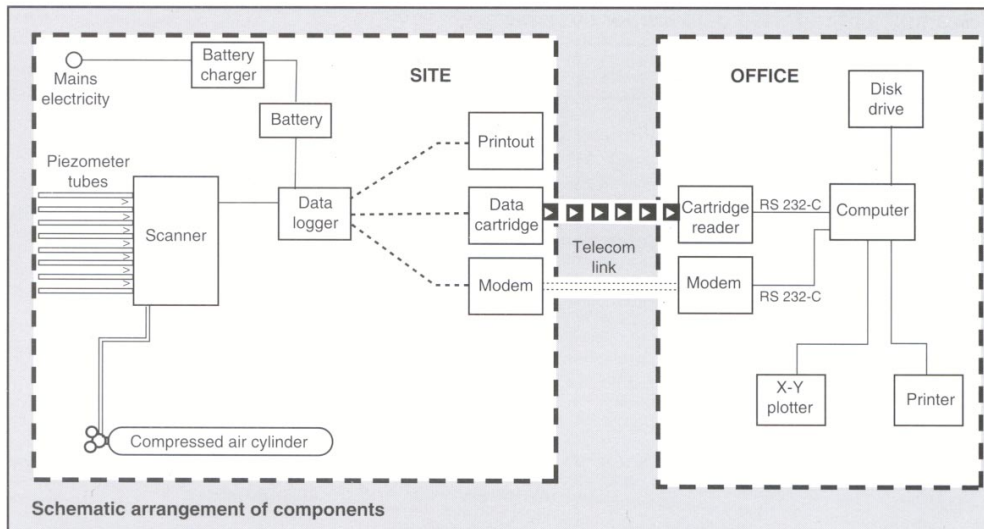 SITE
Mains
electricity
Battery
charger
Battery
Piezometer
tubes
Scanner
Data
logger
Printout
Data
cartridge
Modem
Compressed air cylinder
Telecom
link
OFFICE
Disk
drive
Cartridge
reader
RS 232-C
Computer
Modem
RS 232-C
X-Y
plotter
Printer
Schematic arrangement of components